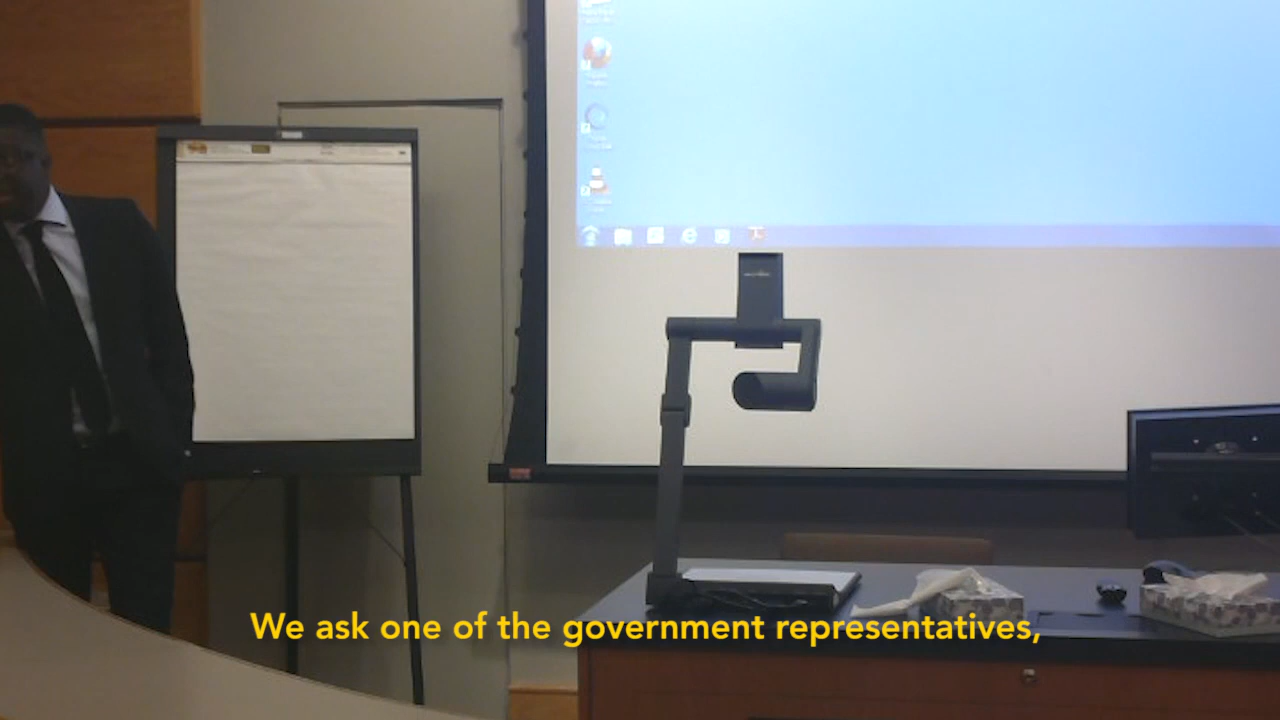 We ask one of the government representatives,